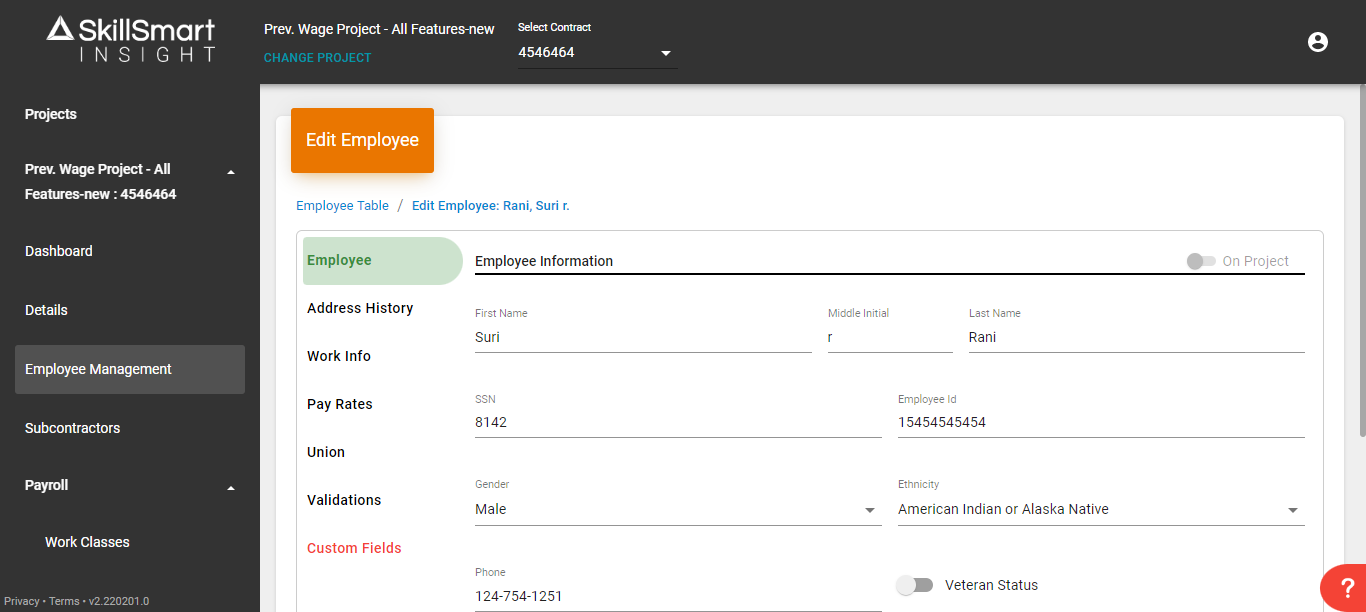 SkillSmart
INSIGHT
Prev. Wage Project - All Features-new
CHANGE PROJECT
Select Contract
4546464
Projects
Prev. Wage Project - All
Features-new : 4546464
Dashboard
Details
Employee Management
Subcontractors
Payroll
Work Classes
Privacy • Terms • v2.220201.0
Edit Employee
Employee Table / Edit Employee: Rani, Suri r.
Employee
Address History
Work Info
Pay Rates
Union
Validations
Custom Fields
Employee Information
On Project
First Name
Suri
Middle Initial
r
Last Name
Rani
SSN
8142
Employee Id
15454545454
Gender
Male
Ethnicity
American Indian or Alaska Native
Phone
124-754-1251
Veteran Status
?